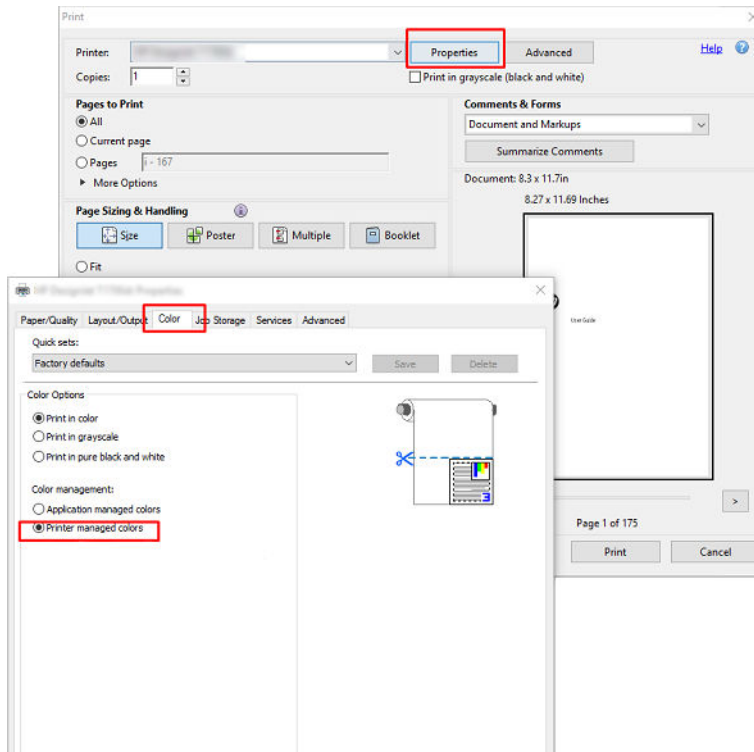 Print
Printer:
Properties
Advanced
Help
?
Copies:
1
Print in grayscale (black and white)
Pages to Print
All
Current page
Pages
i - 167
More Options
Comments & Forms
Document and Markups
Summarize Comments
Document: 8.3 x 11.7in
8.27 x 11.69 Inches
Page Sizing & Handling
Size
Poster
Multiple
Booklet
Fit
User Guide
>
Page 1 of 175
Print
Cancel
Paper/Quality
Layout/Output
Color
Job Storage
Services
Advanced
Quick sets:
Factory defaults
Save
Delete
Color Options
Print in color
Print in grayscale
Print in pure black and white
Color management:
Application managed colors
Printer managed colors
3